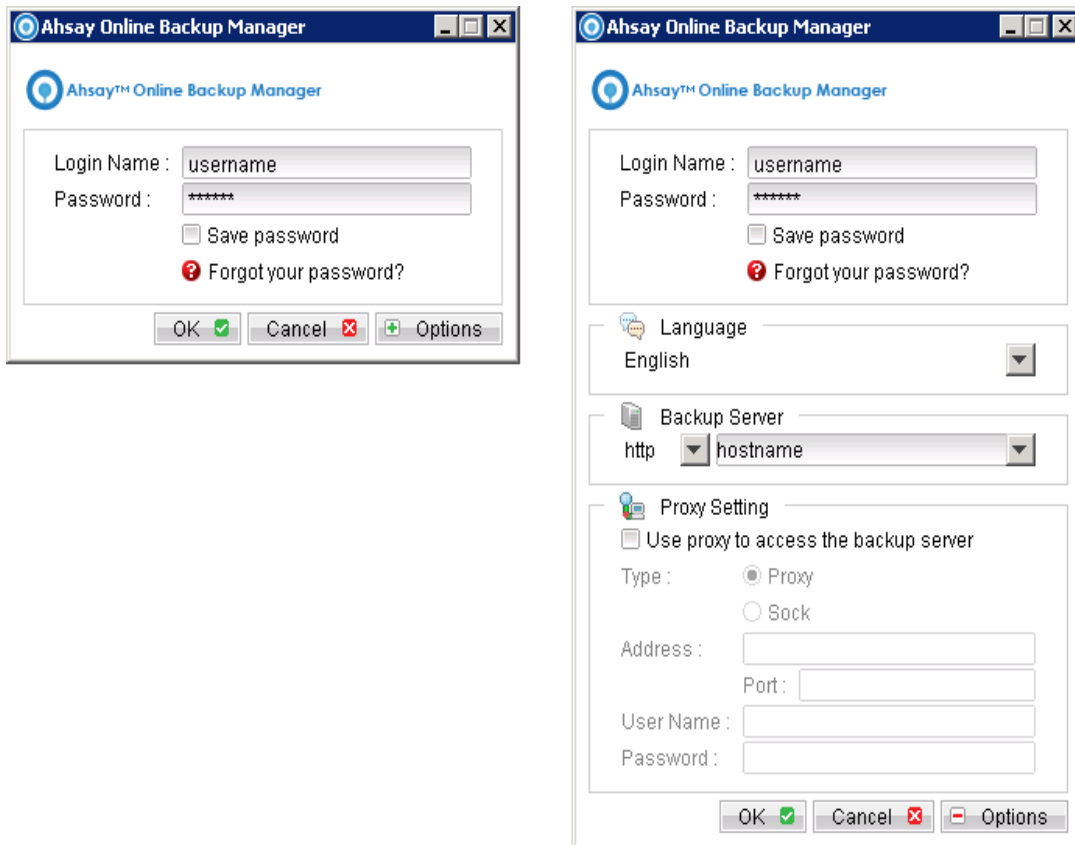 Ahsay Online Backup Manager
Ahsay™ Online Backup Manager
Login Name : username
Password : ******
Save password
Forgot your password?
OK Cancel Options
Ahsay Online Backup Manager
Ahsay™ Online Backup Manager
Login Name : username
Password : ******
Save password
Forgot your password?
Language
English
Backup Server
http hostname
Proxy Setting
Use proxy to access the backup server
Type : Proxy
Sock
Address :
Port :
User Name :
Password :
OK Cancel Options